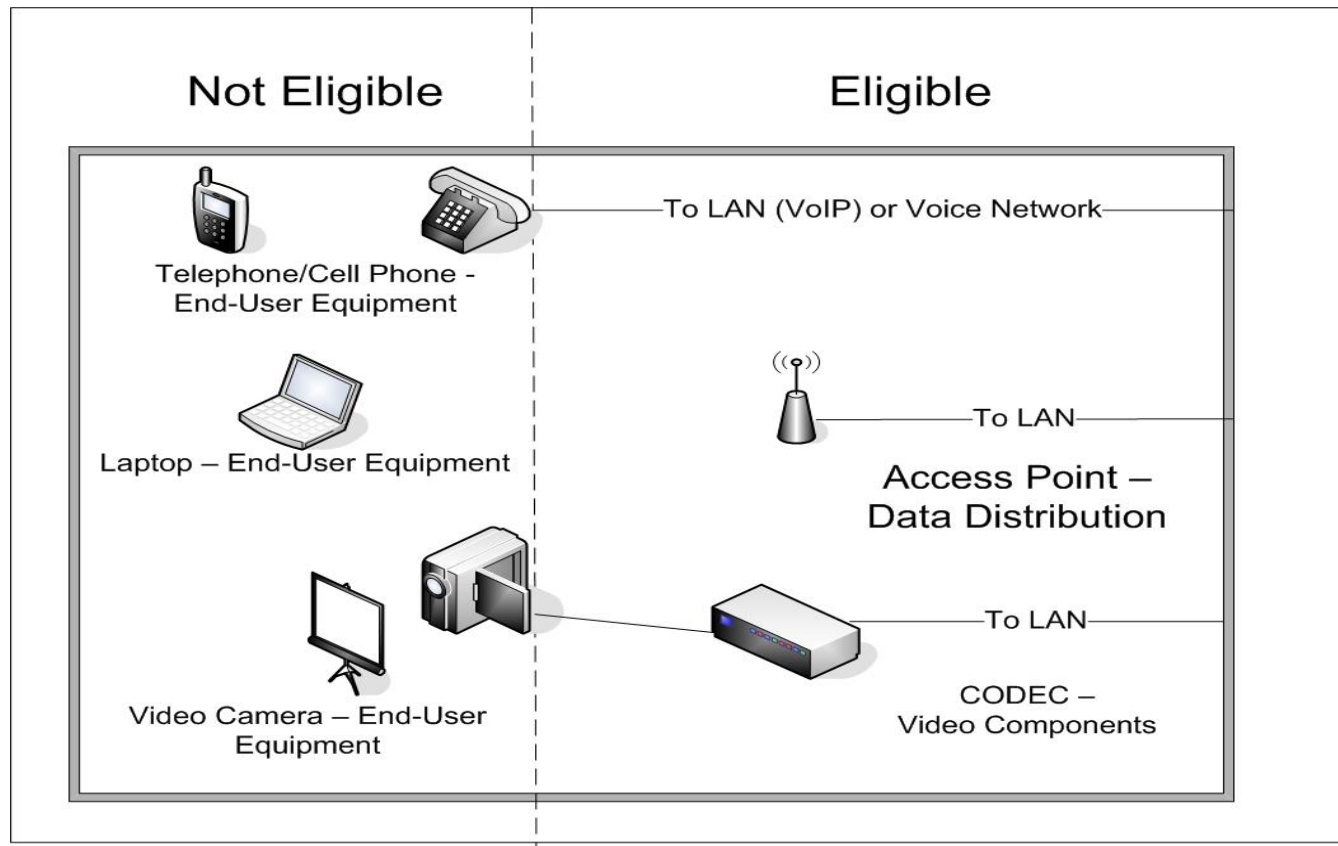 Not Eligible
Eligible
To LAN (VoIP) or Voice Network
Telephone/Cell Phone -
End-User Equipment
To LAN
Laptop – End-User Equipment
Access Point –
Data Distribution
To LAN
Video Camera – End-User
Equipment
CODEC –
Video Components